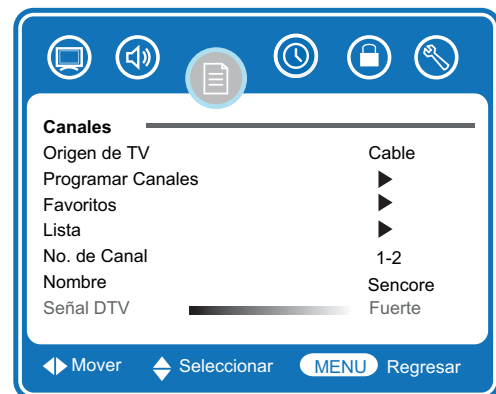 Canales
Origen de TV Cable
Programar Canales
Favoritos
Lista
No. de Canal 1-2
Nombre Sencore
Señal DTV Fuerte
Mover Seleccionar MENU Regresar